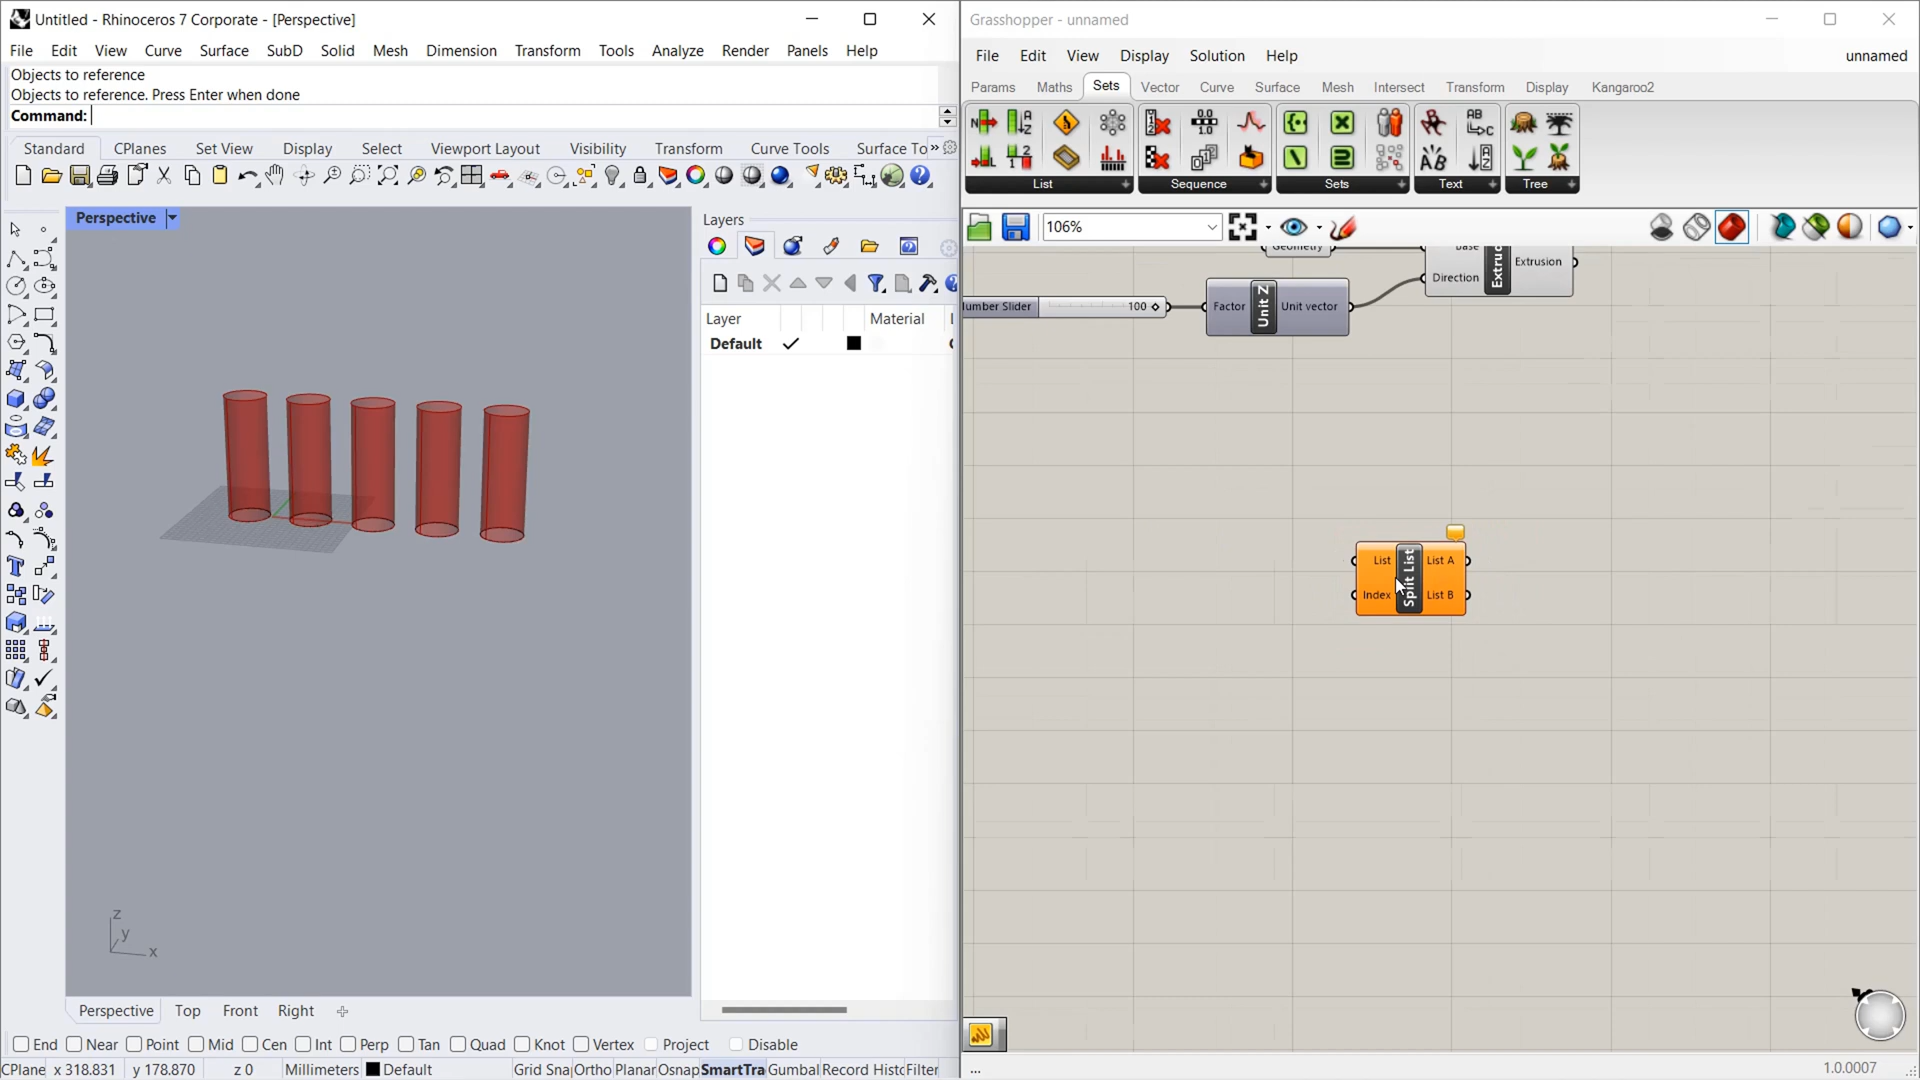 Untitled - Rhinoceros 7 Corporate - [Perspective]
File Edit View Curve Surface SubD Solid Mesh Dimension Transform Tools Analyze Render Panels Help
Objects to reference
Objects to reference. Press Enter when done
Command:
Standard CPlanes Set View Display Select Viewport Layout Visibility Transform Curve Tools Surface To »
Perspective
Layers
Layer Material
Default
z
y
x
Perspective Top Front Right
End Near Point Mid Cen Int Perp Tan Quad Knot Vertex Project Disable
CPlane x 318.831 y 178.870 z 0 Millimeters Default Grid Sna Ortho Planar Osnap SmartTra Gumbal Record Histo Filter
Grasshopper - unnamed
File Edit View Display Solution Help unnamed
Params Maths Sets Vector Curve Surface Mesh Intersect Transform Display Kangaroo2
List Sequence Sets Text Tree
106%
Geometry Base
Direction Extru Extrusion
umber Slider 100
Factor Unit Z Unit vector
List Split List List A
Index List B
... 1.0.0007